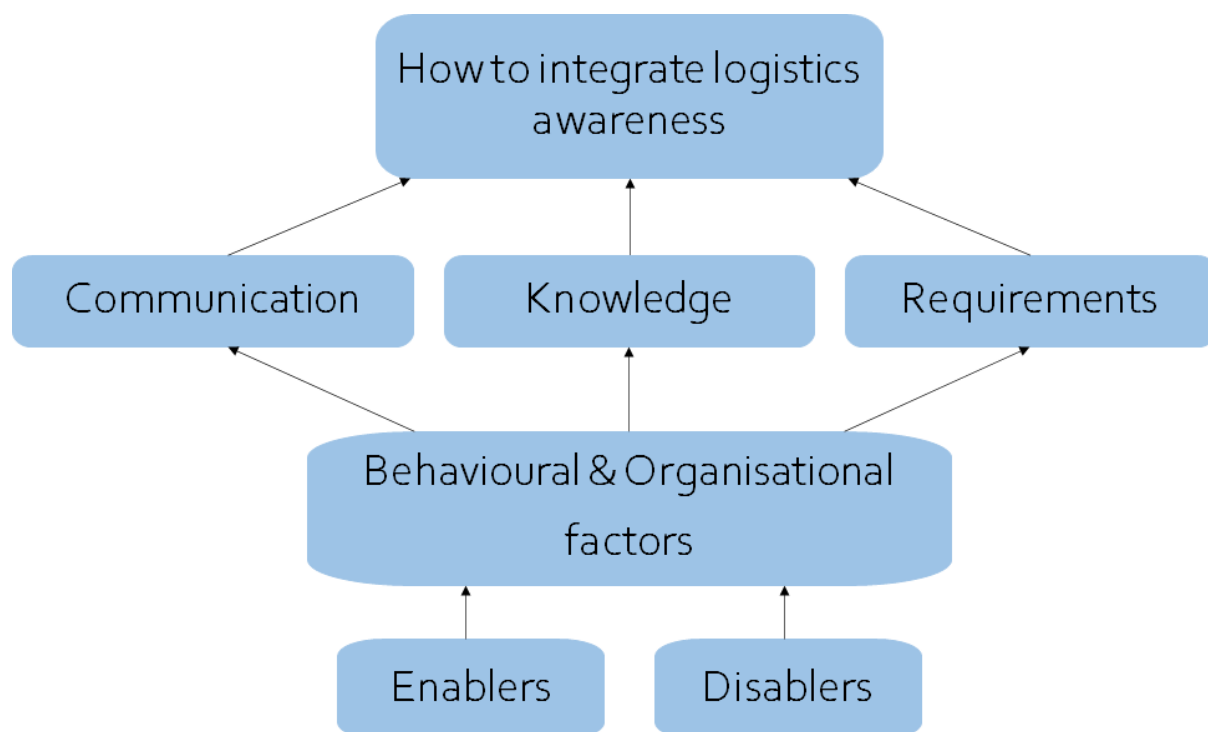 How to integrate logistics
awareness
Communication
Knowledge
Requirements
Behavioural & Organisational
factors
Enablers
Disablers